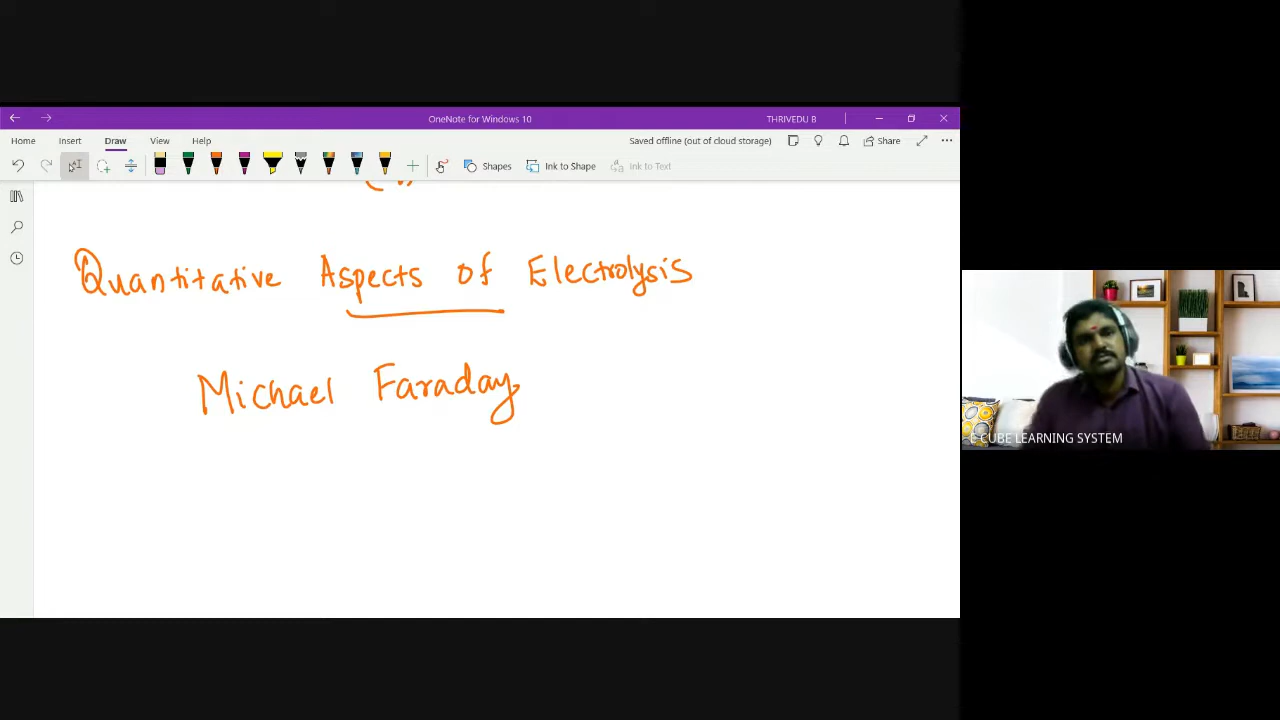 OneNote for Windows 10
THRIVEDU B
Home Insert Draw View Help
Saved offline (out of cloud storage)
Share
Shapes
Ink to Shape
Ink to Text
Quantitative Aspects of Electrolysis
Michael Faraday
CUBE LEARNING SYSTEM